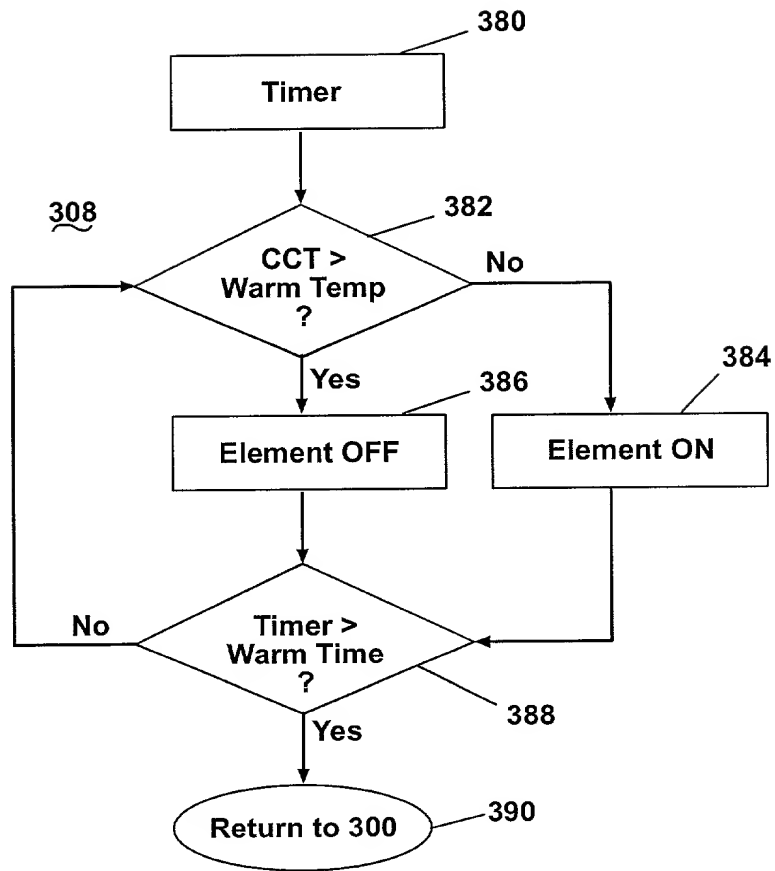 380
Timer
308
382
CCT >
Warm Temp
?
No
Yes
386
384
Element OFF
Element ON
No
Timer >
Warm Time
?
388
Yes
Return to 300
390